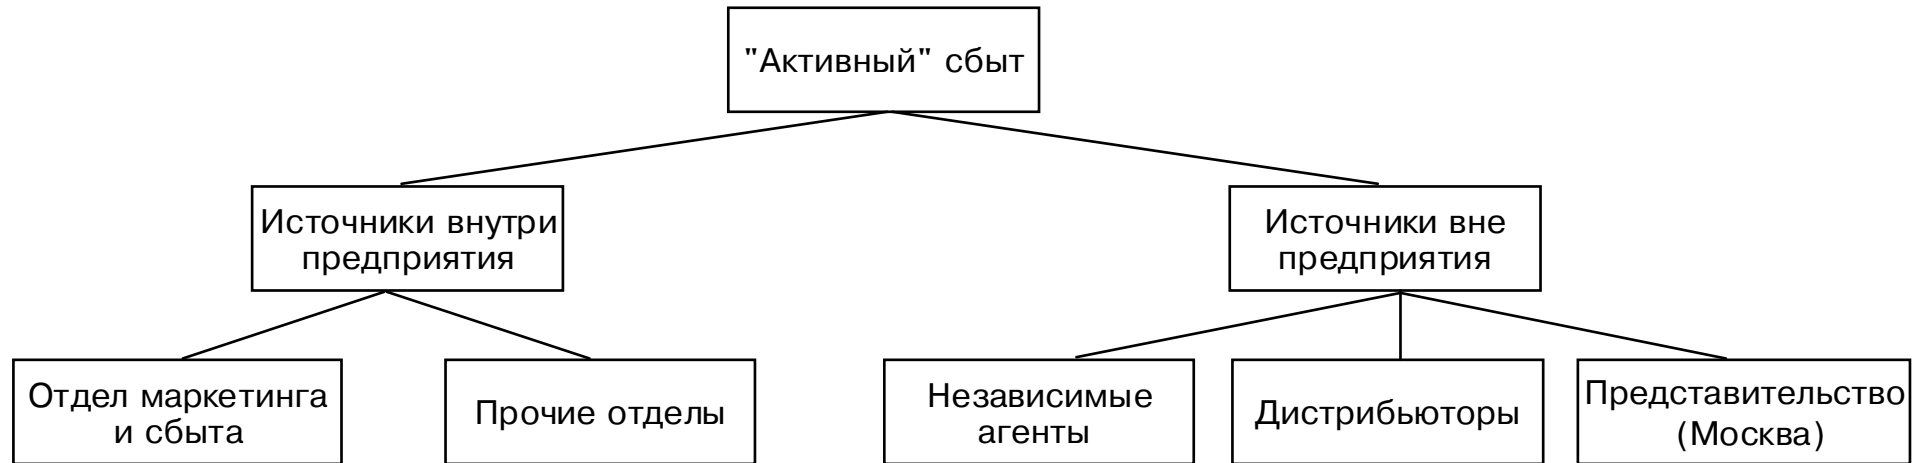 "Активный" сбыт
Источники внутри
предприятия
Источники вне
предприятия
Отдел маркетинга
и сбыта
Прочие отделы
Независимые
агенты
Дистрибьюторы
Представительство
(Москва)